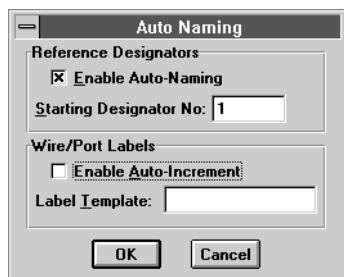 Auto Naming
Reference Designators
Enable Auto-Naming
Starting Designator No: 1
Wire/Port Labels
Enable Auto-Increment
Label Template:
OK Cancel